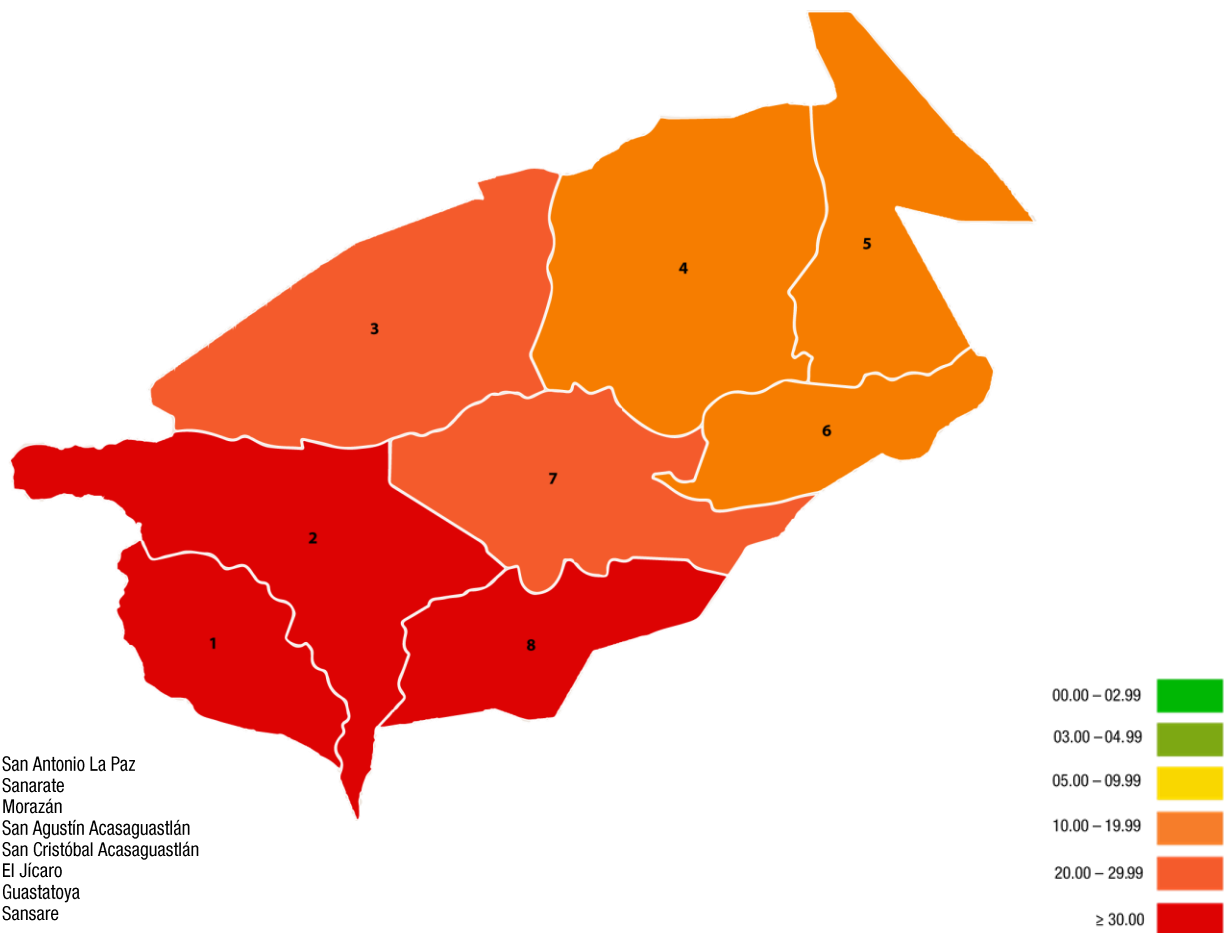 5
4
3
6
7
2
1
8
00.00 – 02.99
03.00 – 04.99
05.00 – 09.99
10.00 – 19.99
20.00 – 29.99
≥ 30.00
San Antonio La Paz
Sanarate
Morazán
San Agustín Acasaguastlán
San Cristóbal Acasaguastlán
El Jícaro
Guastatoya
Sansare